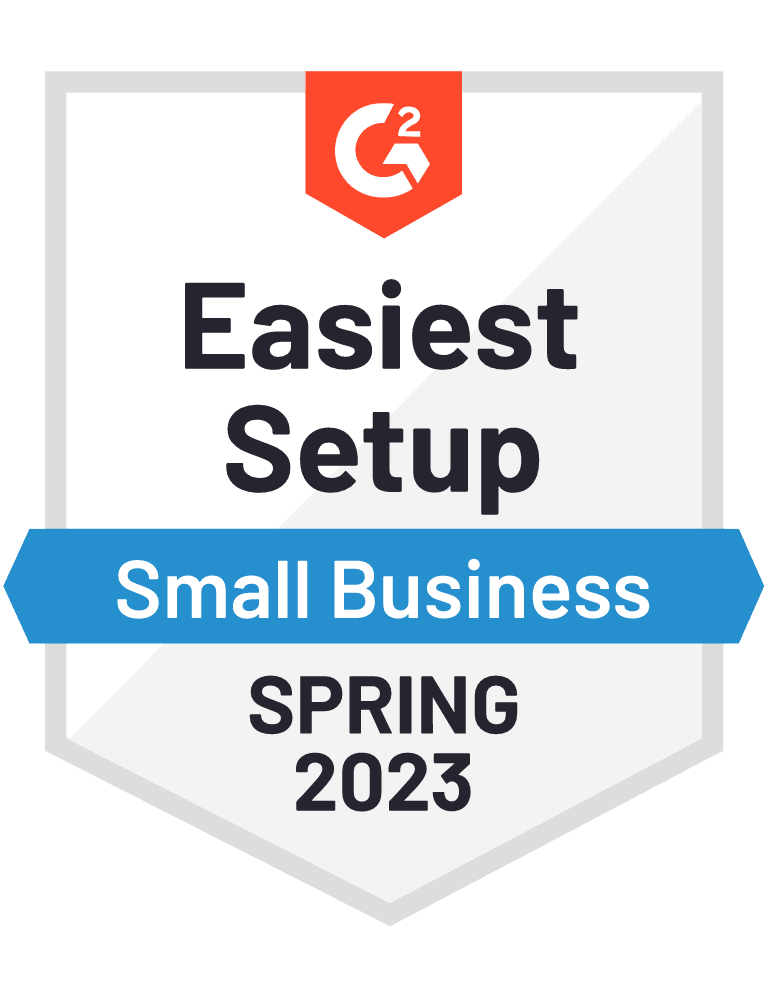 G2
Easiest
Setup
Small Business
SPRING
2023